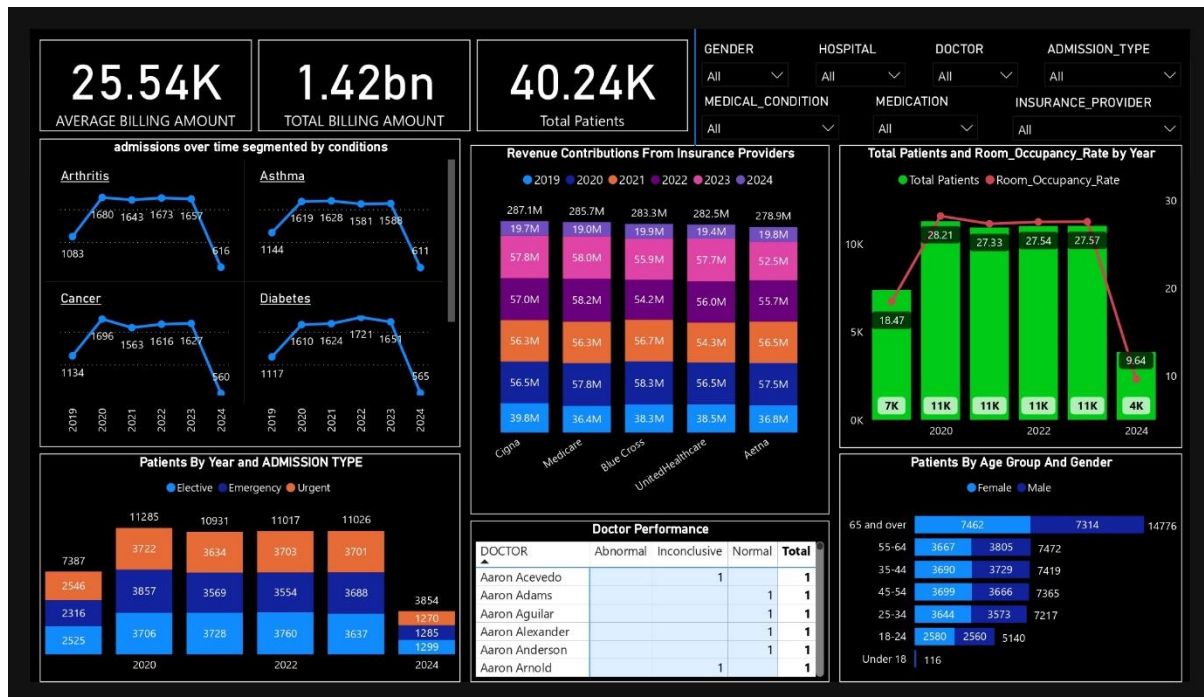 25.54K
AVERAGE BILLING AMOUNT
1.42bn
TOTAL BILLING AMOUNT
40.24K
Total Patients
GENDER
All
HOSPITAL
All
DOCTOR
All
ADMISSION_TYPE
All
MEDICAL_CONDITION
All
MEDICATION
All
INSURANCE_PROVIDER
All
admissions over time segmented by conditions
Arthritis
1083 1680 1643 1673 1657 616
Asthma
1144 1619 1628 1581 1588 611
Cancer
1134 1696 1563 1616 1627 560
Diabetes
1117 1610 1624 1721 1651 565
2019 2020 2021 2022 2023 2024
2019 2020 2021 2022 2023 2024
Revenue Contributions From Insurance Providers
2019 2020 2021 2022 2023 2024
287.1M 285.7M 283.3M 282.5M 278.9M
19.7M 19.0M 19.9M 19.4M 19.8M
57.8M 58.0M 55.9M 57.7M 52.5M
57.0M 58.2M 54.2M 56.0M 55.7M
56.3M 56.3M 56.7M 54.3M 56.5M
56.5M 57.8M 58.3M 56.5M 57.5M
39.8M 36.4M 38.3M 38.5M 36.8M
Cigna Medicare Blue Cross UnitedHealthcare Aetna
Total Patients and Room_Occupancy_Rate by Year
Total Patients Room_Occupancy_Rate
10K
5K
0K
30
20
10
18.47 28.21 27.33 27.54 27.57 9.64
7K 11K 11K 11K 11K 4K
2020 2022 2024
Patients By Year and ADMISSION TYPE
Elective Emergency Urgent
7387 11285 10931 11017 11026 3854
2546 3722 3634 3703 3701 1270
2316 3857 3569 3554 3688 1285
2525 3706 3728 3760 3637 1299
2020 2022 2024
Doctor Performance
DOCTOR Abnormal Inconclusive Normal Total
Aaron Acevedo 1 1
Aaron Adams 1 1
Aaron Aguilar 1 1
Aaron Alexander 1 1
Aaron Anderson 1 1
Aaron Arnold 1 1
Patients By Age Group And Gender
Female Male
65 and over 7462 7314 14776
55-64 3667 3805 7472
35-44 3690 3729 7419
45-54 3699 3666 7365
25-34 3644 3573 7217
18-24 2580 2560 5140
Under 18 116